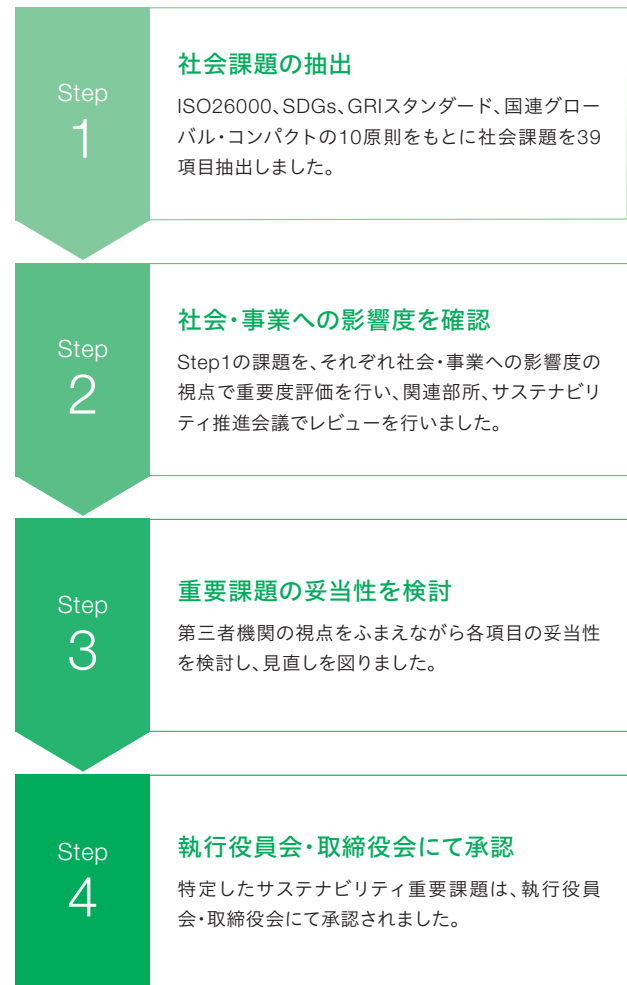 Step
1
社会課題の抽出
ISO26000、SDGs、GRIスタンダード、国連グロー
バル・コンパクトの10原則をもとに社会課題を39
項目抽出しました。
Step
2
社会・事業への影響度を確認
Step1の課題を、それぞれ社会・事業への影響度の
視点で重要度評価を行い、関連部所、サステナビリ
ティ推進会議でレビューを行いました。
Step
3
重要課題の妥当性を検討
第三者機関の視点をふまえながら各項目の妥当性
を検討し、見直しを図りました。
Step
4
執行役員会・取締役会にて承認
特定したサステナビリティ重要課題は、執行役員
会・取締役会にて承認されました。